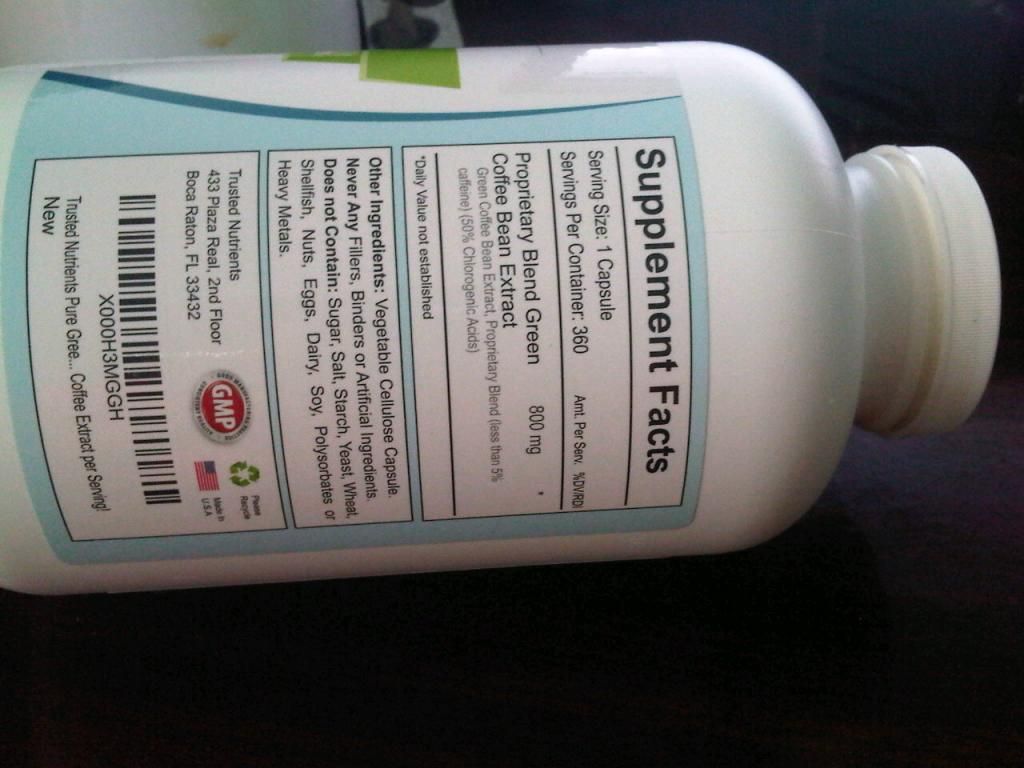 Supplement Facts
Serving Size: 1 Capsule
Servings Per Container: 360
Amt. Per Serv. %DV/RDI
Proprietary Blend Green 800 mg *
Coffee Bean Extract
Green Coffee Bean Extract, Proprietary Blend (less than 5%
caffeine) (50% Chlorogenic Acids)
*Daily Value not established
Other Ingredients: Vegetable Cellulose Capsule.
Never Any Fillers, Binders or Artificial Ingredients.
Does not Contain: Sugar, Salt, Starch, Yeast, Wheat,
Shellfish, Nuts, Eggs, Dairy, Soy, Polysorbates or
Heavy Metals.
Trusted Nutrients
433 Plaza Real, 2nd Floor
Boca Raton, FL 33432
GMP
Please
Recycle
Made In
U.S.A
X000H3MGGH
Trusted Nutrients Pure Gree... Coffee Extract per Serving!
New